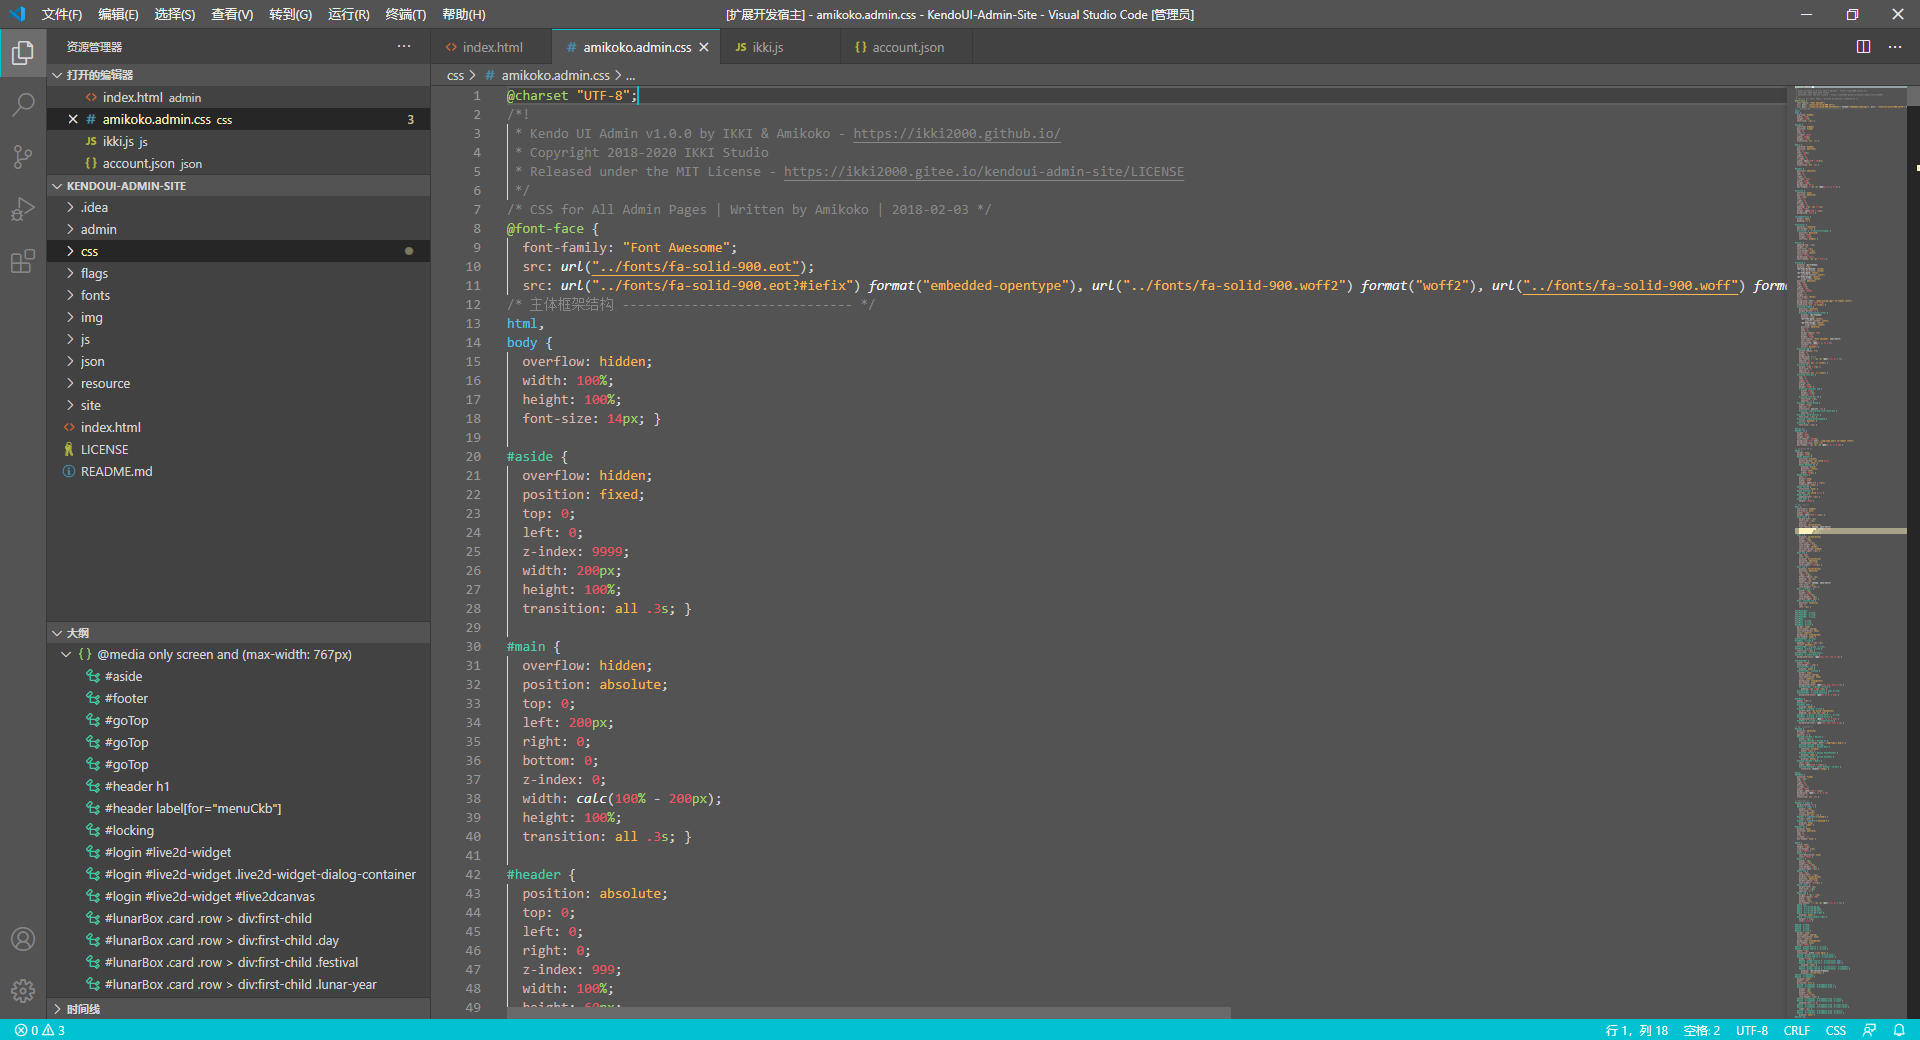 文件(F) 编辑(E) 选择(S) 查看(V) 转到(G) 运行(R) 终端(T) 帮助(H) [扩展开发宿主] - amikoko.admin.css - KendoUI-Admin-Site - Visual Studio Code [管理员]
资源管理器
打开的编辑器
index.html admin
amikoko.admin.css css 3
ikki.js js
account.json json
KENDOUI-ADMIN-SITE
.idea
admin
css
flags
fonts
img
js
json
resource
site
index.html
LICENSE
README.md
大纲
{} @media only screen and (max-width: 767px)
#aside
#footer
#goTop
#goTop
#goTop
#header h1
#header label[for="menuCkb"]
#locking
#login #live2d-widget
#login #live2d-widget .live2d-widget-dialog-container
#login #live2d-widget #live2dcanvas
#lunarBox .card .row > div:first-child
#lunarBox .card .row > div:first-child .day
#lunarBox .card .row > div:first-child .festival
#lunarBox .card .row > div:first-child .lunar-year
时间线
index.html # amikoko.admin.css JS ikki.js {} account.json
css > # amikoko.admin.css > ...
1 @charset "UTF-8";
2 /*!
3 * Kendo UI Admin v1.0.0 by IKKI & Amikoko - https://ikki2000.github.io/
4 * Copyright 2018-2020 IKKI Studio
5 * Released under the MIT License - https://ikki2000.gitee.io/kendoui-admin-site/LICENSE
6 */
7 /* CSS for All Admin Pages | Written by Amikoko | 2018-02-03 */
8 @font-face {
9 font-family: "Font Awesome";
10 src: url("../fonts/fa-solid-900.eot");
11 src: url("../fonts/fa-solid-900.eot?#iefix") format("embedded-opentype"), url("../fonts/fa-solid-900.woff2") format("woff2"), url("../fonts/fa-solid-900.woff") form
12 /* 主体框架结构 ------------------------------ */
13 html,
14 body {
15 overflow: hidden;
16 width: 100%;
17 height: 100%;
18 font-size: 14px; }
19
20 #aside {
21 overflow: hidden;
22 position: fixed;
23 top: 0;
24 left: 0;
25 z-index: 9999;
26 width: 200px;
27 height: 100%;
28 transition: all .3s; }
29
30 #main {
31 overflow: hidden;
32 position: absolute;
33 top: 0;
34 left: 200px;
35 right: 0;
36 bottom: 0;
37 z-index: 0;
38 width: calc(100% - 200px);
39 height: 100%;
40 transition: all .3s; }
41
42 #header {
43 position: absolute;
44 top: 0;
45 left: 0;
46 right: 0;
47 z-index: 999;
48 width: 100%;
49 height: 60px;
0 3 行 1，列 18 空格: 2 UTF-8 CRLF CSS